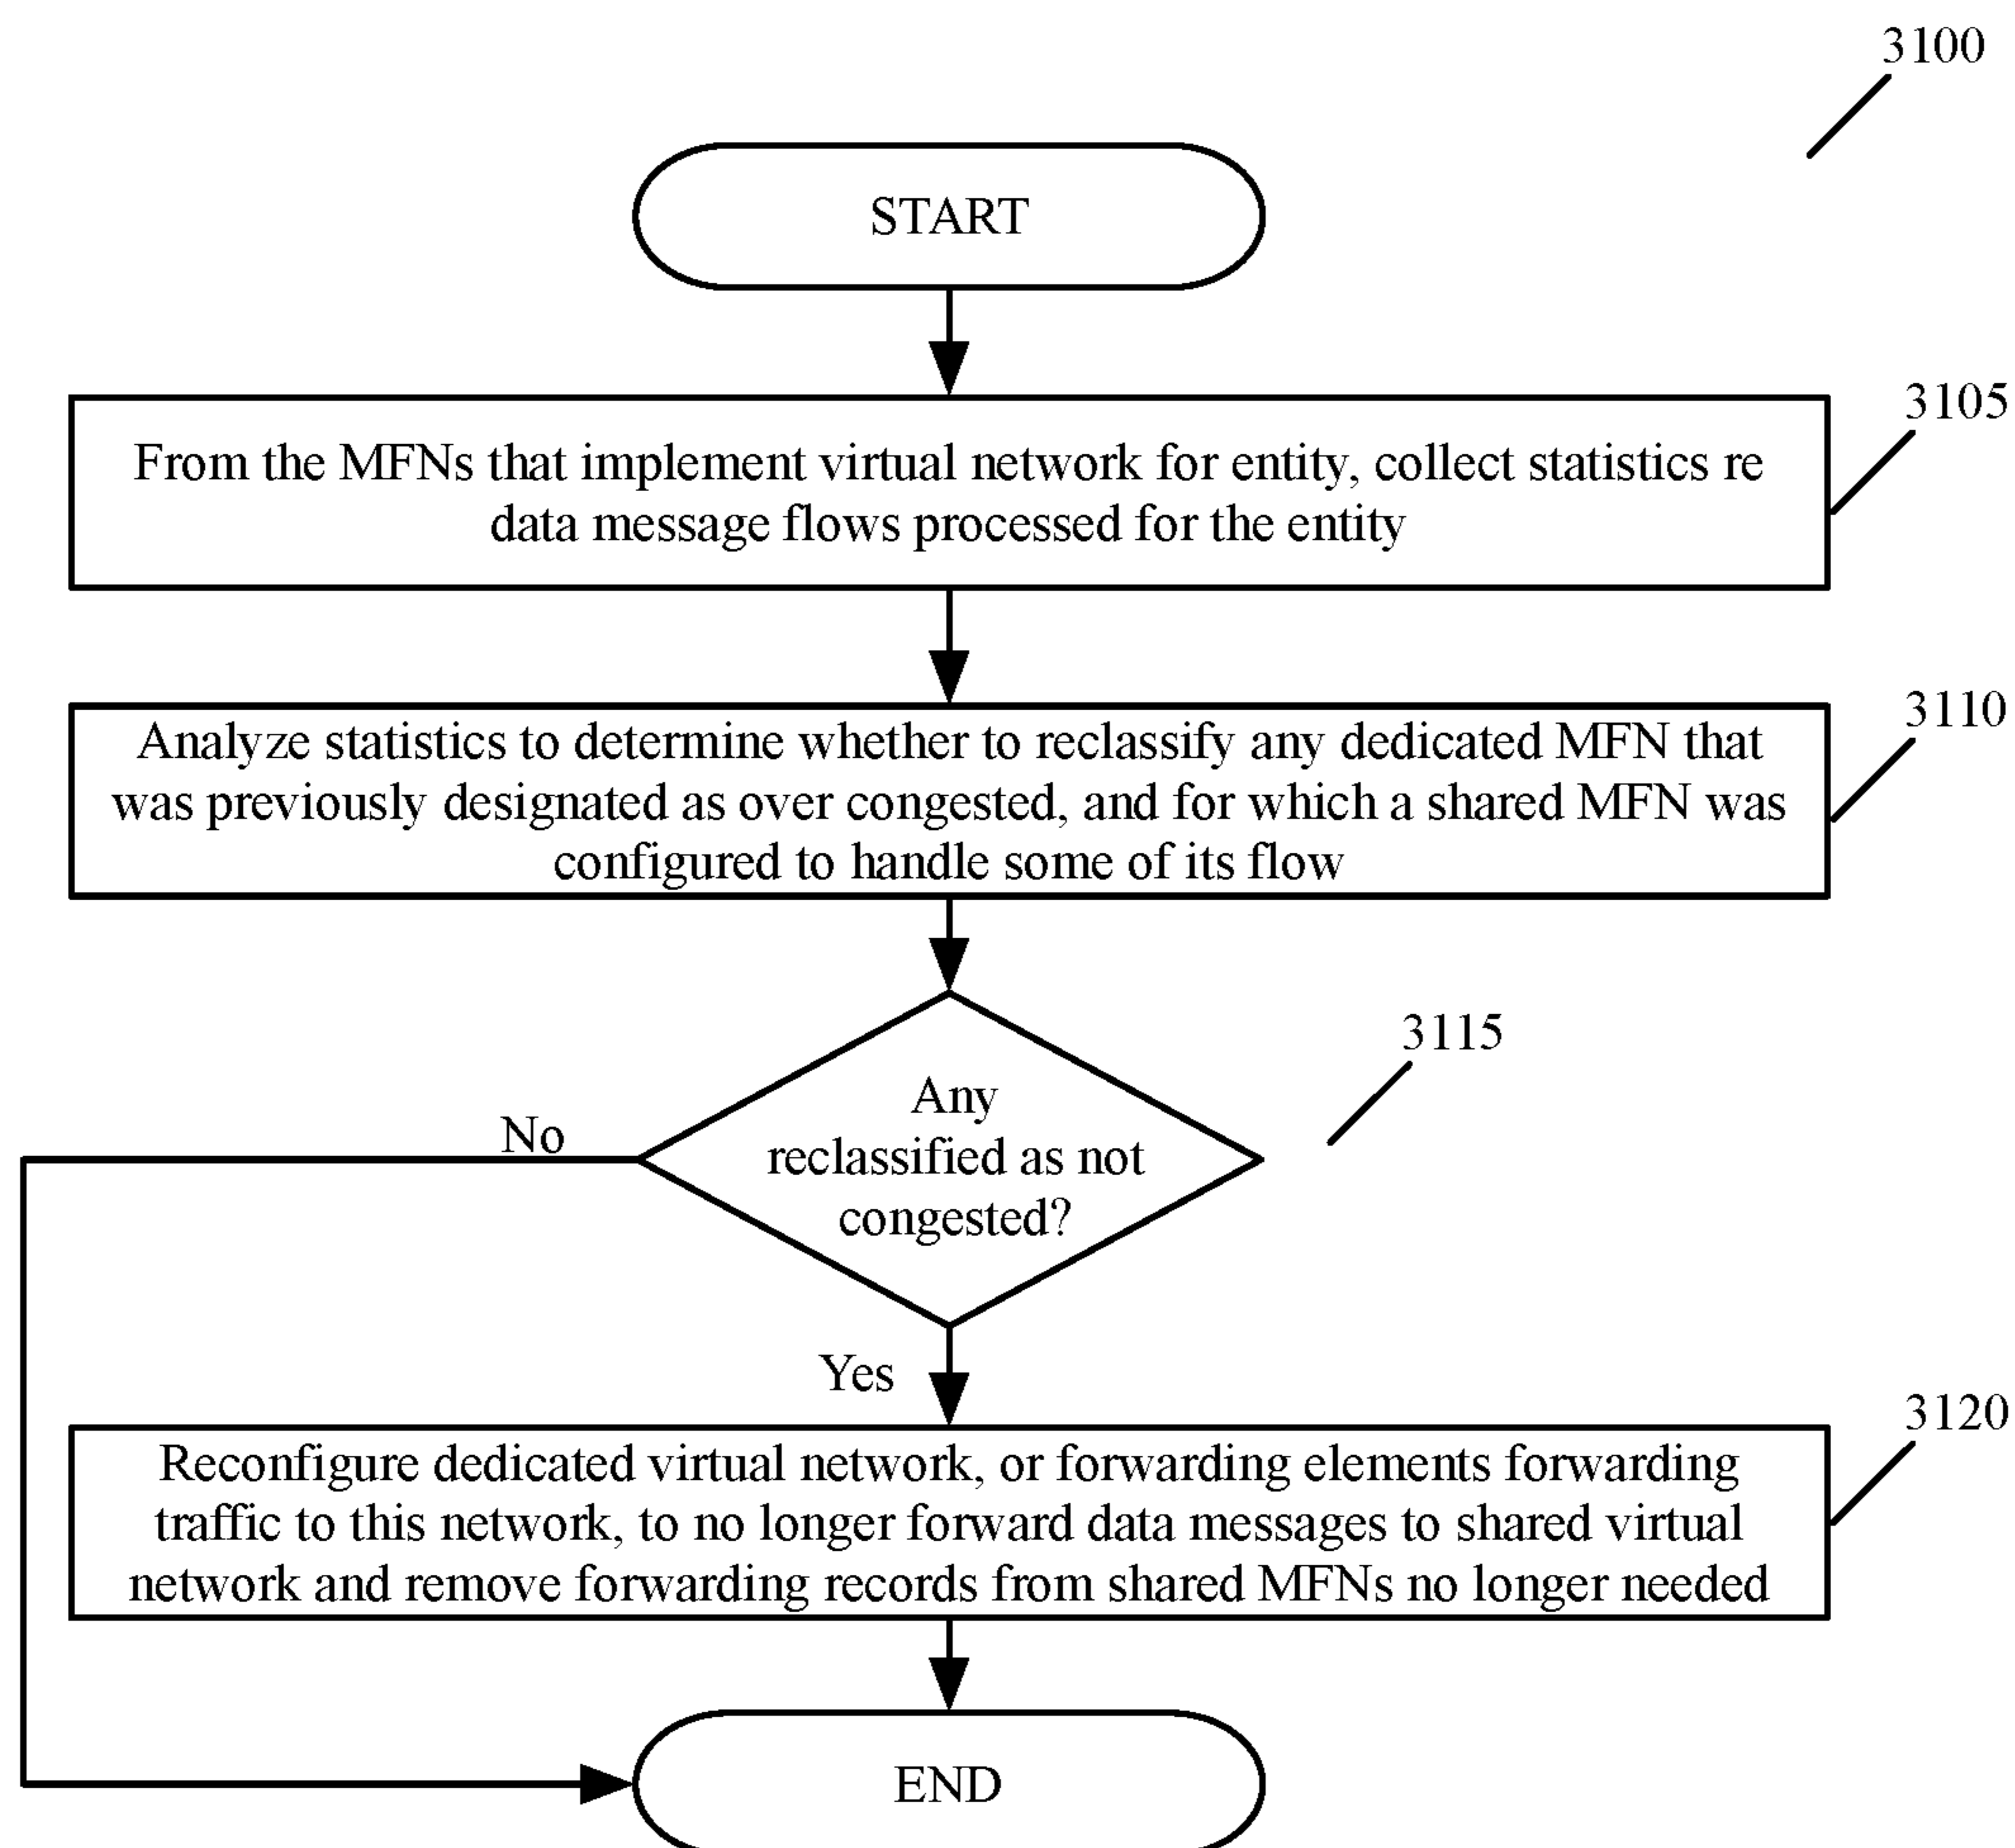 3100
START
3105
From the MFNs that implement virtual network for entity, collect statistics re
data message flows processed for the entity
3110
Analyze statistics to determine whether to reclassify any dedicated MFN that
was previously designated as over congested, and for which a shared MFN was
configured to handle some of its flow
3115
Any
reclassified as not
congested?
No
Yes
3120
Reconfigure dedicated virtual network, or forwarding elements forwarding
traffic to this network, to no longer forward data messages to shared virtual
network and remove forwarding records from shared MFNs no longer needed
END